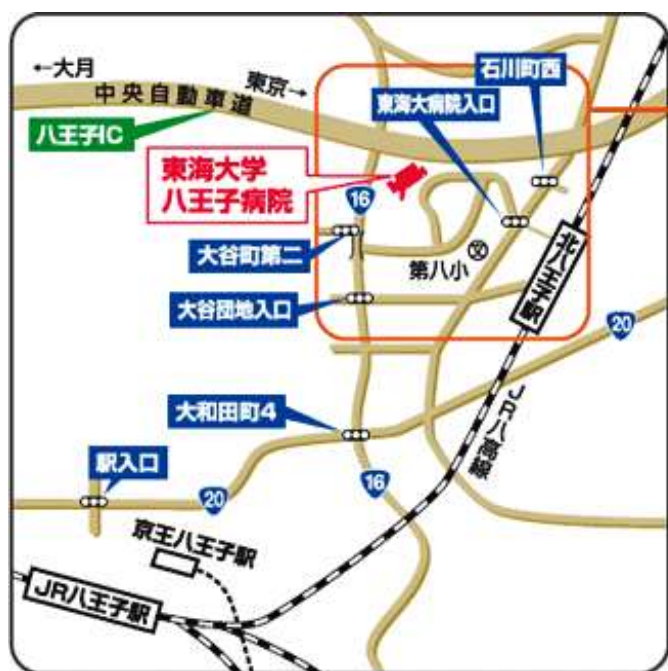 ←大月
東京→
中央自動車道
八王子IC
石川町西
東海大病院入口
東海大学
八王子病院
16
大谷町第二
第八小
文
北八王子駅
大谷団地入口
20
大和田町4
JR八高線
駅入口
20
16
京王八王子駅
JR八王子駅